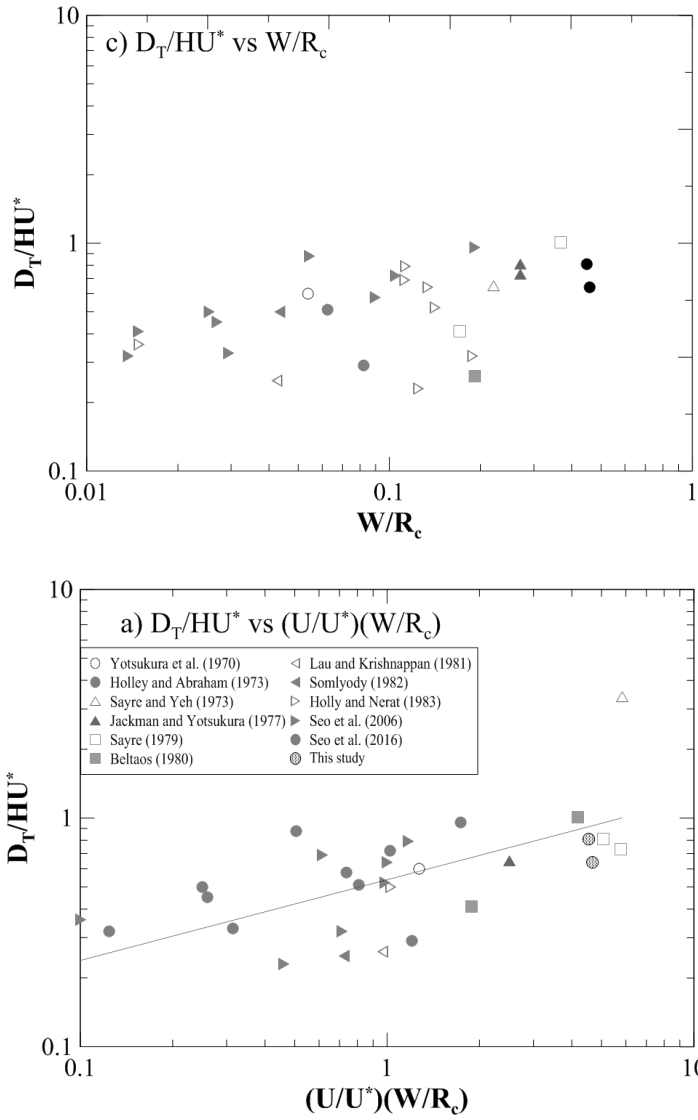 10
c) D_T/HU* vs W/R_c
D_T/HU*
1
0.1
0.01
0.1
1
W/R_c
10
a) D_T/HU* vs (U/U*)(W/R_c)
Yotsukura et al. (1970)
Lau and Krishnappan (1981)
Holley and Abraham (1973)
Somlyody (1982)
Sayre and Yeh (1973)
Holly and Nerat (1983)
Jackman and Yotsukura (1977)
Seo et al. (2006)
Sayre (1979)
Seo et al. (2016)
Beltaos (1980)
This study
D_T/HU*
1
0.1
0.1
1
10
(U/U*)(W/R_c)